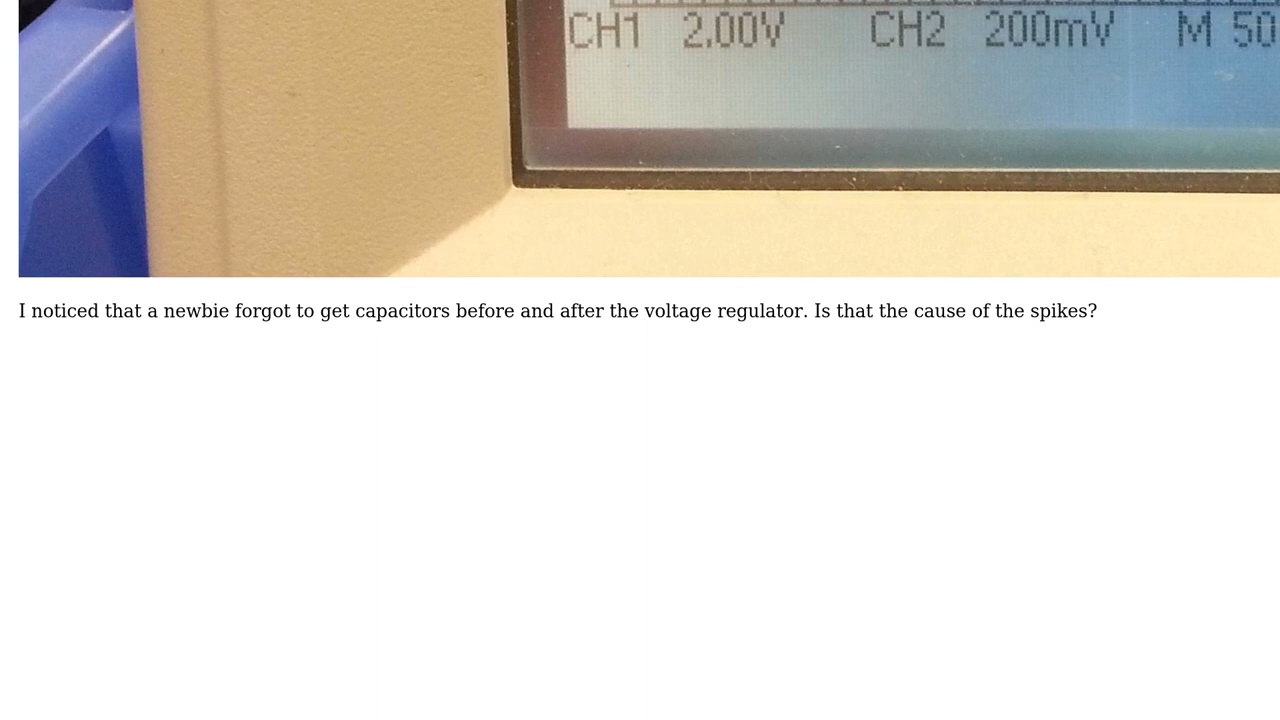 CH1 2.00V CH2 200mV M 50
I noticed that a newbie forgot to get capacitors before and after the voltage regulator. Is that the cause of the spikes?